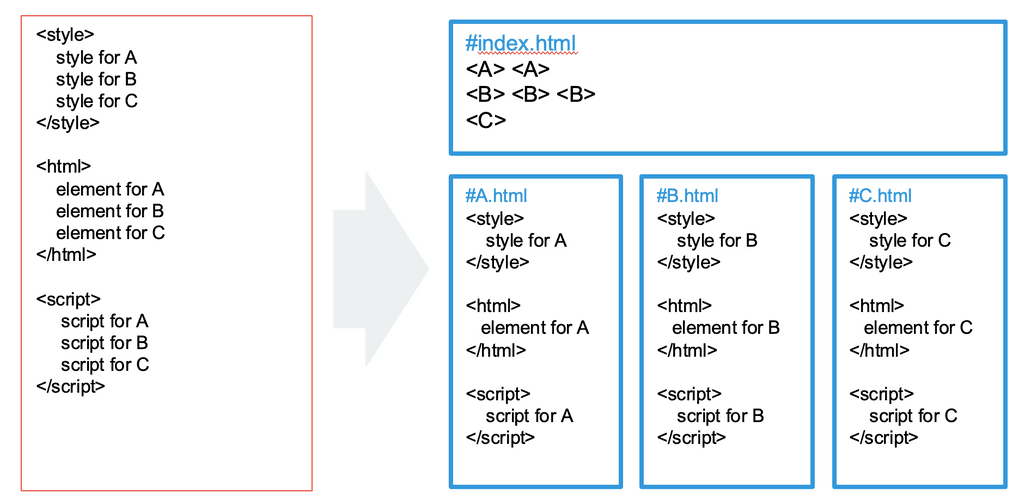 <style>
style for A
style for B
style for C
</style>
<html>
element for A
element for B
element for C
</html>
<script>
script for A
script for B
script for C
</script>
#index.html
<A> <A>
<B> <B> <B>
<C>
#A.html
<style>
style for A
</style>
<html>
element for A
</html>
<script>
script for A
</script>
#B.html
<style>
style for B
</style>
<html>
element for B
</html>
<script>
script for B
</script>
#C.html
<style>
style for C
</style>
<html>
element for C
</html>
<script>
script for C
</script>